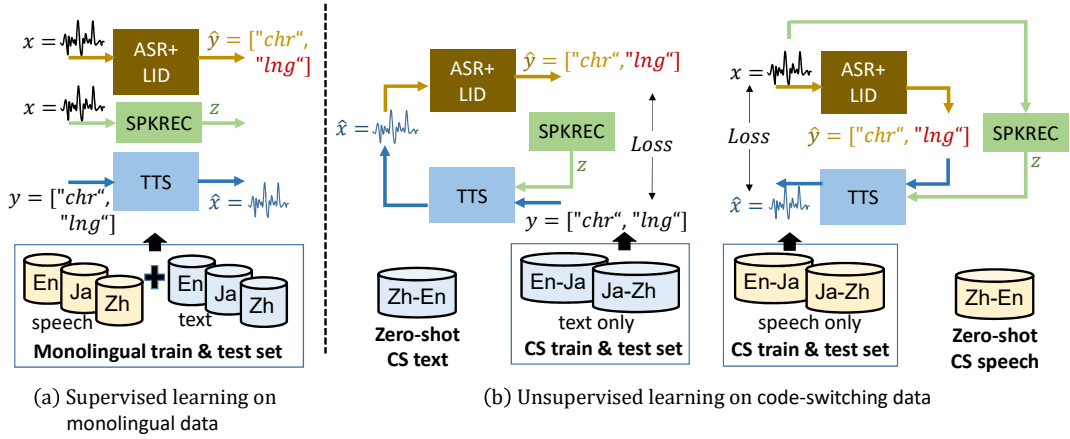 x =
ASR+
LID
ŷ = ["chr“,
"lng“]
x =
SPKREC
z
TTS
y = ["chr“,
"lng“]
x̂ =
En
Ja
Zh
speech
En
Ja
Zh
text
Monolingual train & test set
(a) Supervised learning on
monolingual data
ASR+
LID
ŷ = ["chr“,"lng“]
x̂ =
SPKREC
z
Loss
TTS
y = ["chr“,"lng“]
Zh-En
Zero-shot
CS text
En-Ja
Ja-Zh
text only
CS train & test set
x =
ASR+
LID
Loss
ŷ = ["chr“, "lng“]
SPKREC
z
x̂ =
TTS
En-Ja
Ja-Zh
speech only
CS train & test set
Zh-En
Zero-shot
CS speech
(b) Unsupervised learning on code-switching data